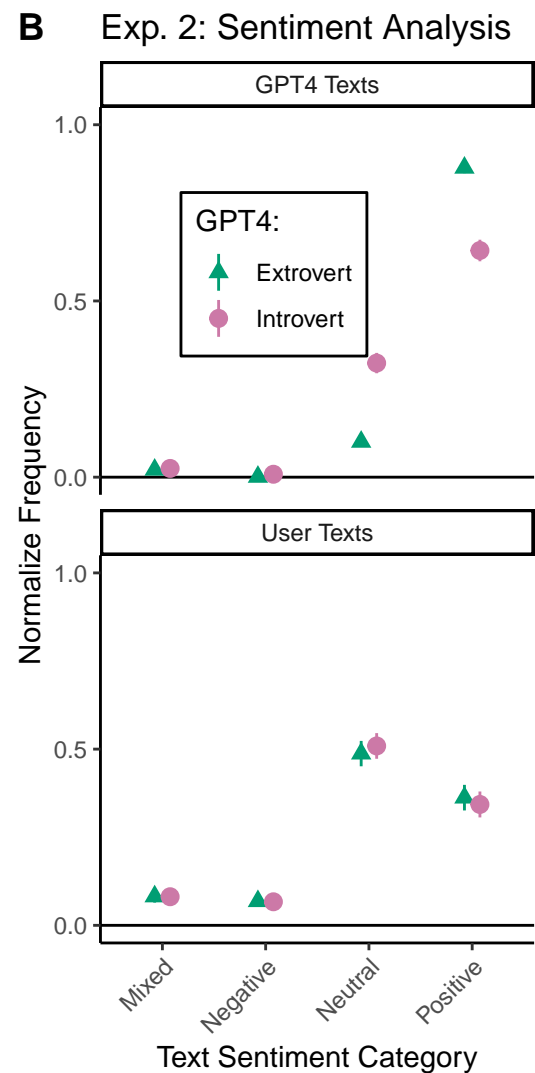 B Exp. 2: Sentiment Analysis
GPT4 Texts
1.0
0.5
0.0
GPT4:
Extrovert
Introvert
User Texts
1.0
0.5
0.0
Normalize Frequency
Mixed
Negative
Neutral
Positive
Text Sentiment Category